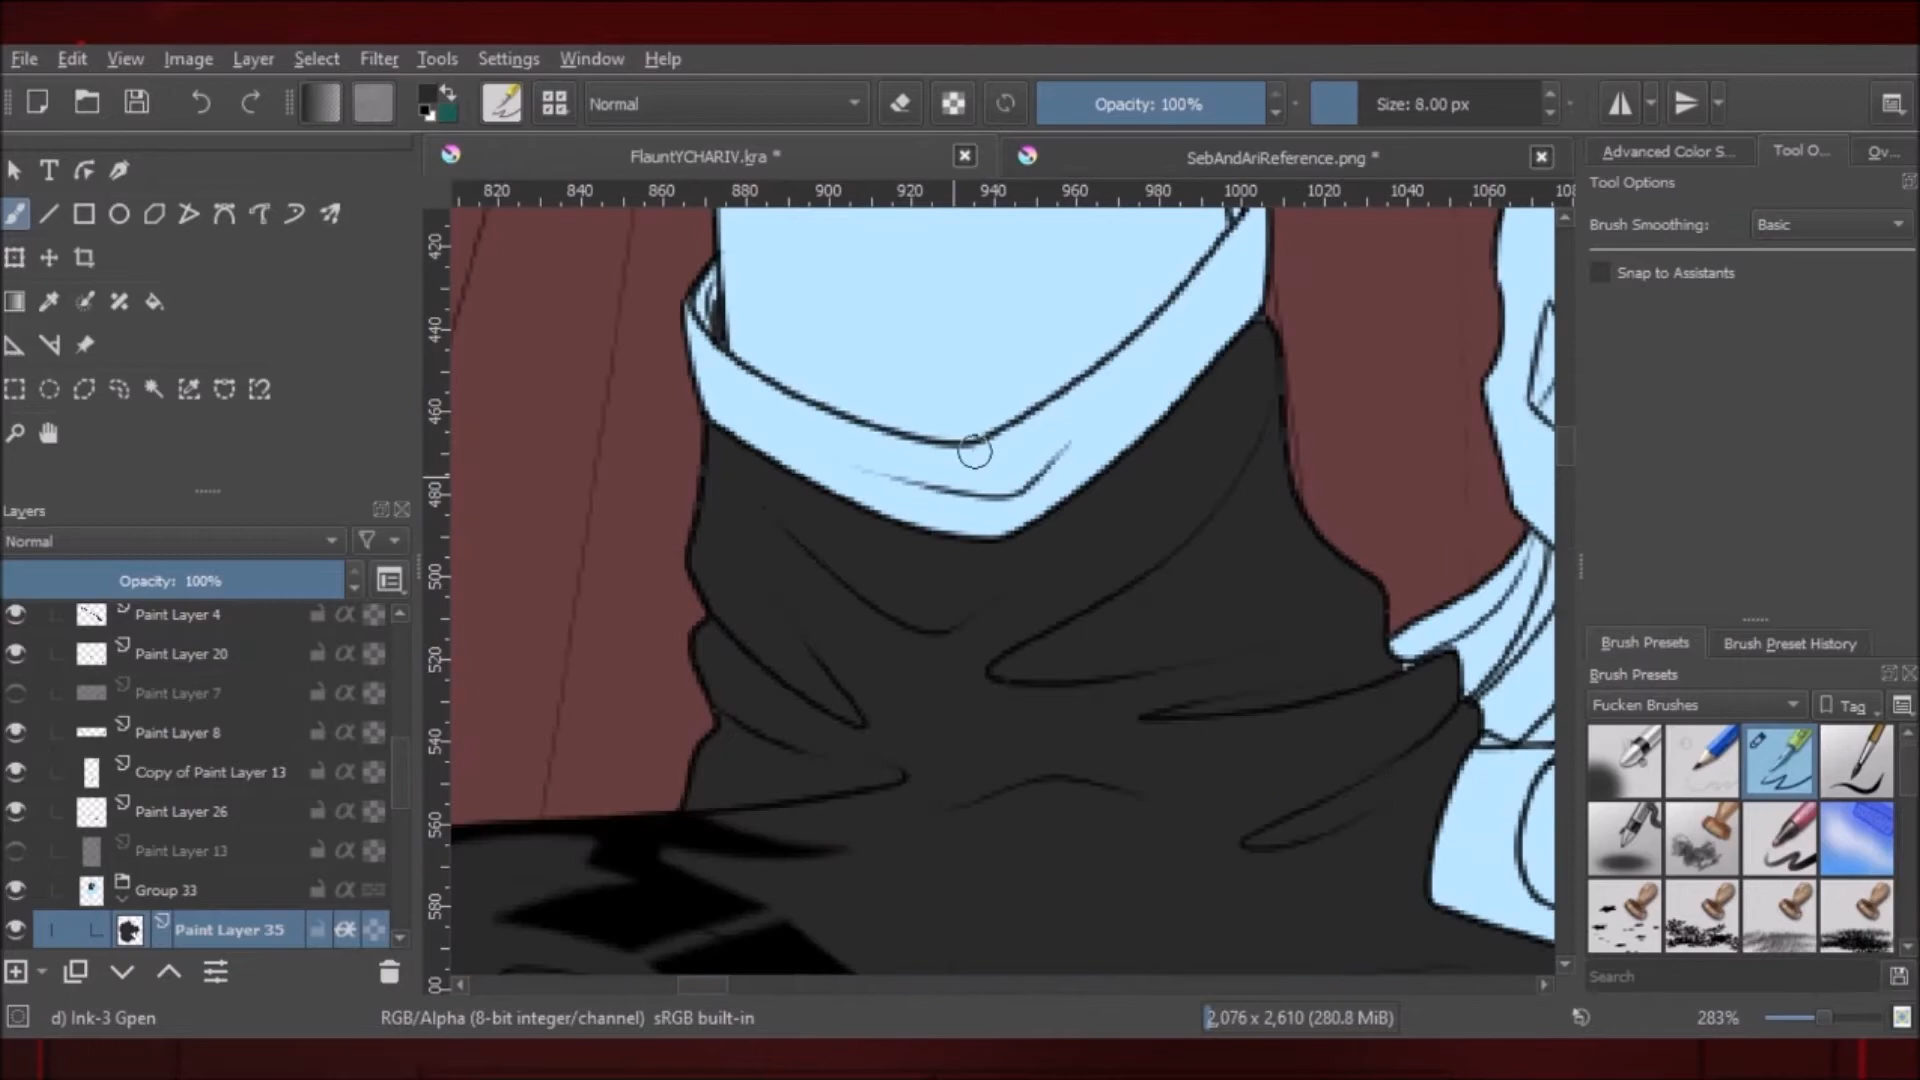 File Edit View Image Layer Select Filter Tools Settings Window Help
Normal Opacity: 100% Size: 8.00 px
FlauntYCHARIV.kra * SebAndAriReference.png * Advanced Color S... Tool O... Ov...
820 840 860 880 900 920 940 960 980 1000 1020 1040 1060 108
Tool Options
Brush Smoothing: Basic
Snap to Assistants
420
440
460
480
500
520
540
560
580
00
Layers
Normal
Opacity: 100%
Paint Layer 4
Paint Layer 20
Paint Layer 7
Paint Layer 8
Copy of Paint Layer 13
Paint Layer 26
Paint Layer 13
Group 33
Paint Layer 35
Brush Presets Brush Preset History
Brush Presets
Fucken Brushes Tag
Search
d) Ink-3 Gpen RGB/Alpha (8-bit integer/channel) sRGB built-in 2,076 x 2,610 (280.8 MiB) 283%